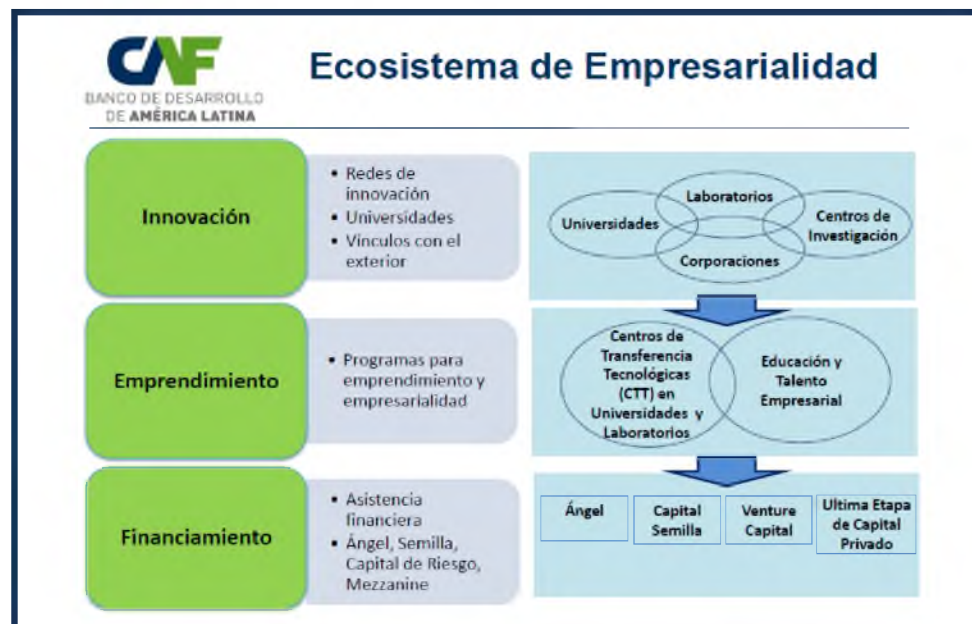 CAF
Ecosistema de Empresarialidad
BANCO DE DESARROLLO
DE AMÉRICA LATINA
Innovación
• Redes de
innovación
• Universidades
• Vínculos con el
exterior
Universidades
Laboratorios
Centros de
Investigación
Corporaciones
Emprendimiento
• Programas para
emprendimiento y
empresarialidad
Centros de
Transferencia
Tecnológicas
(CTT) en
Universidades y
Laboratorios
Educación y
Talento
Empresarial
Financiamiento
• Asistencia
financiera
• Ángel, Semilla,
Capital de Riesgo,
Mezzanine
Ángel
Capital
Semilla
Venture
Capital
Ultima Etapa
de Capital
Privado